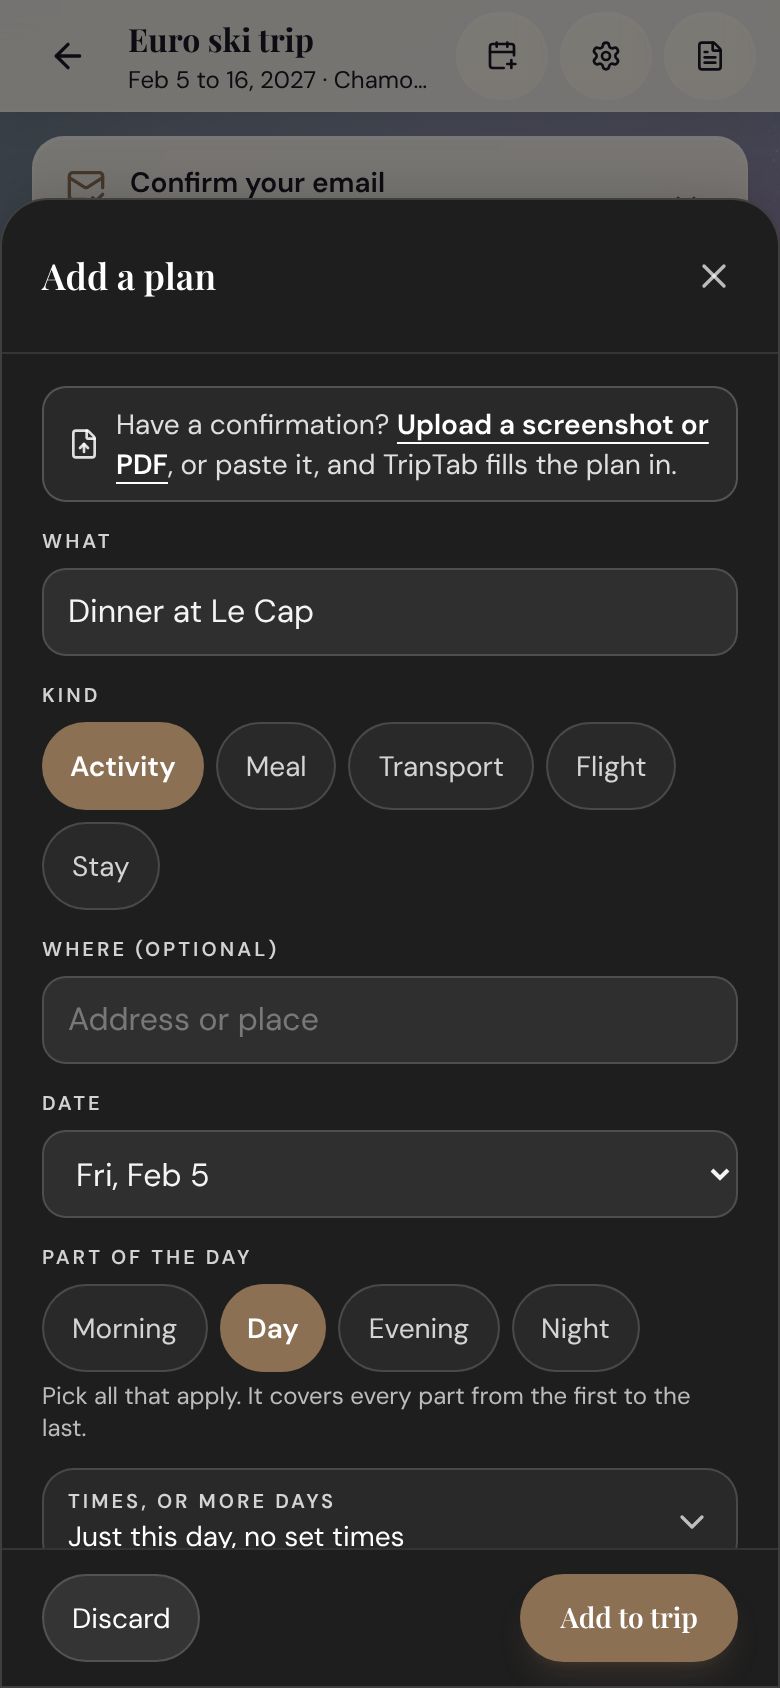 Euro ski trip
Feb 5 to 16, 2027 · Chamo...
Confirm your email
Add a plan
Have a confirmation? Upload a screenshot or
PDF, or paste it, and TripTab fills the plan in.
WHAT
Dinner at Le Cap
KIND
Activity
Meal
Transport
Flight
Stay
WHERE (OPTIONAL)
Address or place
DATE
Fri, Feb 5
PART OF THE DAY
Morning
Day
Evening
Night
Pick all that apply. It covers every part from the first to the
last.
TIMES, OR MORE DAYS
Just this day, no set times
Discard
Add to trip